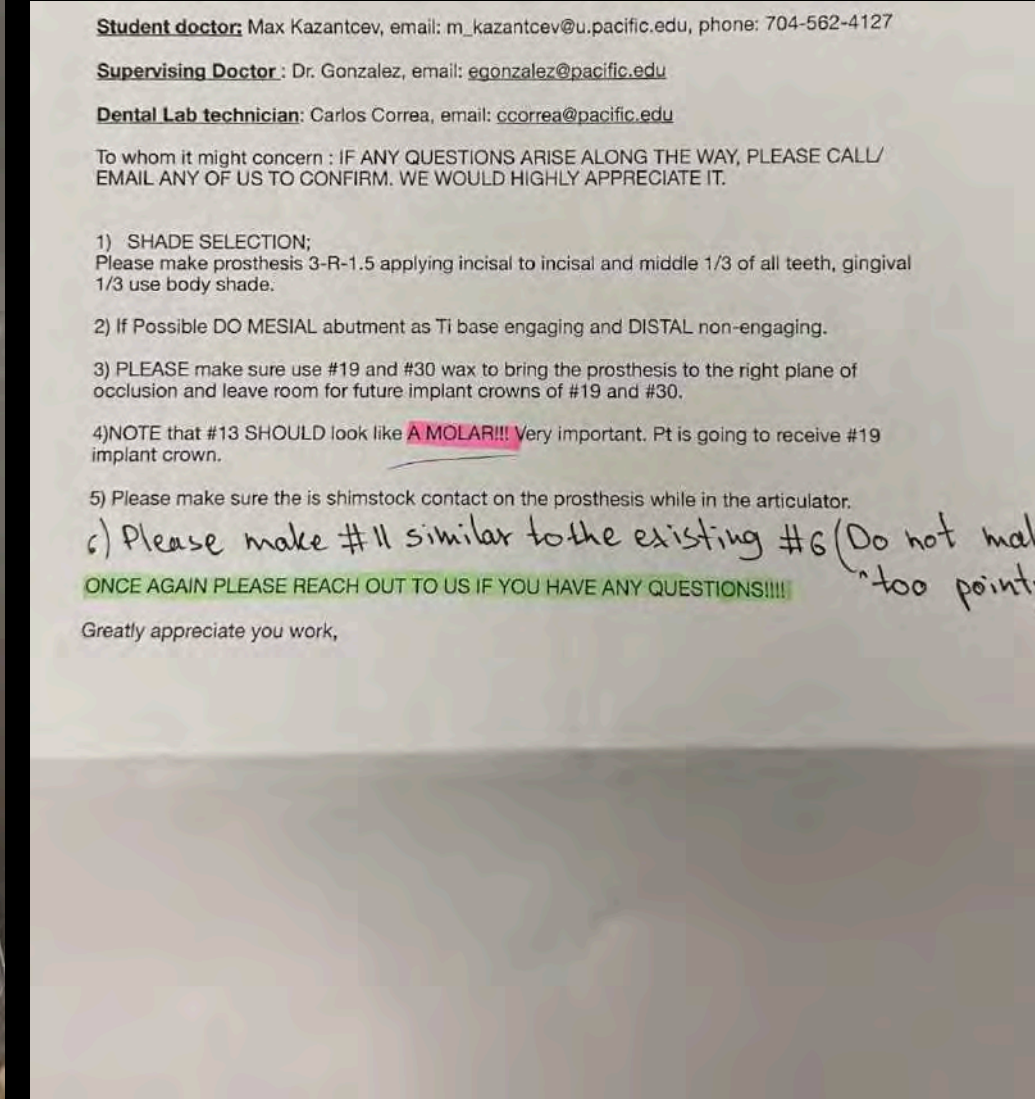 Student doctor: Max Kazantcev, email: m_kazantcev@u.pacific.edu, phone: 704-562-4127
Supervising Doctor : Dr. Gonzalez, email: egonzalez@pacific.edu
Dental Lab technician: Carlos Correa, email: ccorrea@pacific.edu
To whom it might concern : IF ANY QUESTIONS ARISE ALONG THE WAY, PLEASE CALL/
EMAIL ANY OF US TO CONFIRM. WE WOULD HIGHLY APPRECIATE IT.
1) SHADE SELECTION;
Please make prosthesis 3-R-1.5 applying incisal to incisal and middle 1/3 of all teeth, gingival
1/3 use body shade.
2) If Possible DO MESIAL abutment as Ti base engaging and DISTAL non-engaging.
3) PLEASE make sure use #19 and #30 wax to bring the prosthesis to the right plane of
occlusion and leave room for future implant crowns of #19 and #30.
4)NOTE that #13 SHOULD look like A MOLAR!!! Very important. Pt is going to receive #19
implant crown.
5) Please make sure the is shimstock contact on the prosthesis while in the articulator.
6) Please make #11 similar to the existing #6 (Do not
too
ONCE AGAIN PLEASE REACH OUT TO US IF YOU HAVE ANY QUESTIONS!!!!
Greatly appreciate you work,